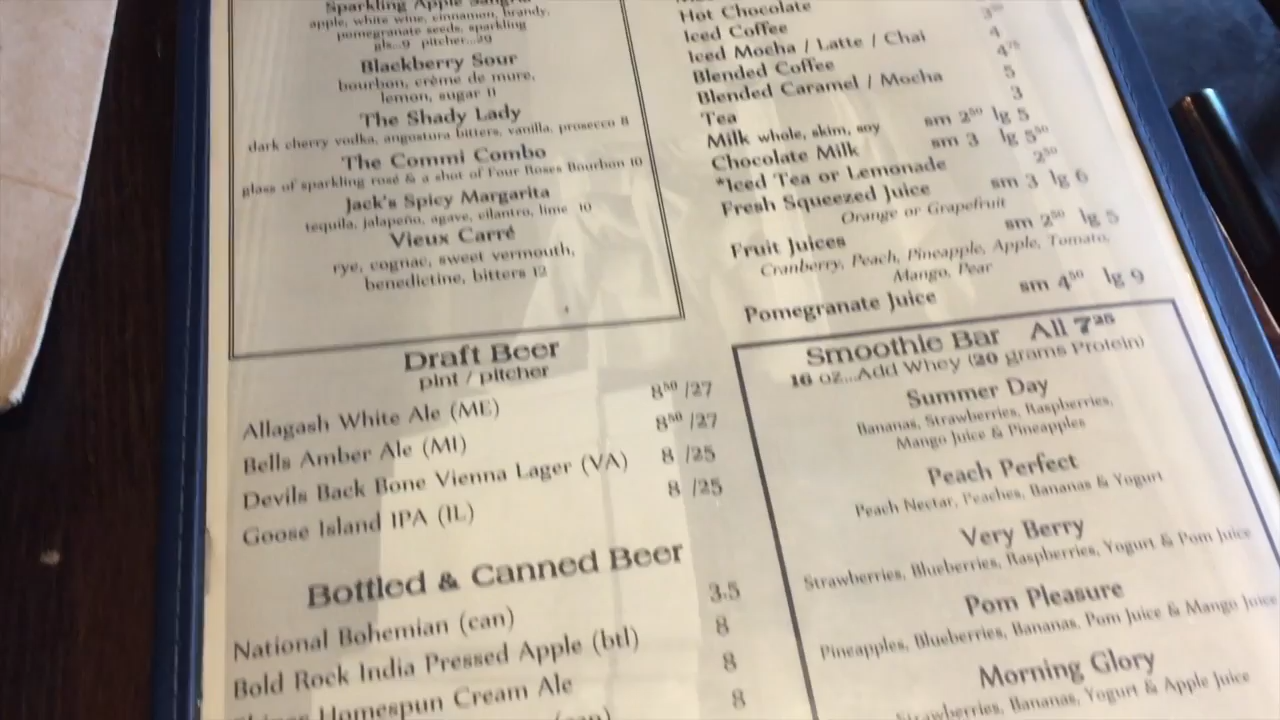 Sparkling Apple Sangria
apple, white wine, cinnamon, brandy,
pomegranate seeds, sparkling
gls...9 pitcher...29
Blackberry Sour
bourbon, crème de mure,
lemon, sugar 11
The Shady Lady
dark cherry vodka, angostura bitters, vanilla, prosecco 8
The Commi Combo
glass of sparkling rosé & a shot of Four Roses Bourbon 10
Jack's Spicy Margarita
tequila, jalapeño, agave, cilantro, lime 10
Vieux Carré
rye, cognac, sweet vermouth,
benedictine, bitters 12
Draft Beer
pint / pitcher
Allagash White Ale (ME) 8⁵⁰ /27
Bells Amber Ale (MI) 8⁵⁰ /27
Devils Back Bone Vienna Lager (VA) 8 /25
Goose Island IPA (IL) 8 /25
Bottled & Canned Beer
National Bohemian (can) 3.5
Bold Rock India Pressed Apple (btl) 8
Homespun Cream Ale 8
8
Hot Chocolate
Iced Coffee
Iced Mocha / Latte / Chai 4
Blended Coffee 4⁷⁵
Blended Caramel / Mocha 5
Tea 3
Milk whole, skim, soy sm 2⁵⁰ lg 5
Chocolate Milk sm 3 lg 5⁵⁰
*Iced Tea or Lemonade 2⁵⁰
Fresh Squeezed Juice sm 3 lg 6
Orange or Grapefruit
Fruit Juices sm 2⁵⁰ lg 5
Cranberry, Peach, Pineapple, Apple, Tomato,
Mango, Pear
Pomegranate Juice sm 4⁵⁰ lg 9
Smoothie Bar All 7²⁵
16 oz...Add Whey (20 grams Protein)
Summer Day
Bananas, Strawberries, Raspberries,
Mango Juice & Pineapples
Peach Perfect
Peach Nectar, Peaches, Bananas & Yogurt
Very Berry
Strawberries, Blueberries, Raspberries, Yogurt & Pom Juice
Pom Pleasure
Pineapples, Blueberries, Bananas, Pom Juice & Mango Juice
Morning Glory
Strawberries, Bananas, Yogurt & Apple Juice